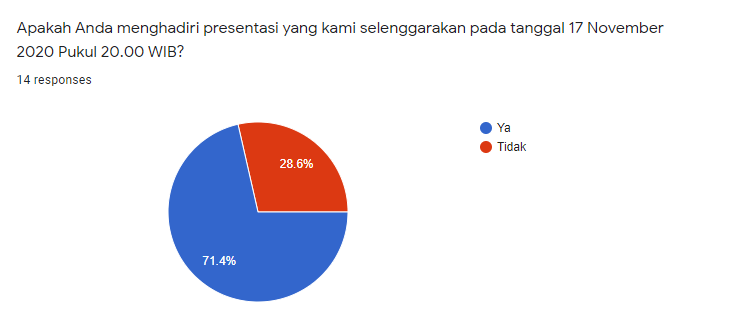 Apakah Anda menghadiri presentasi yang kami selenggarakan pada tanggal 17 November
2020 Pukul 20.00 WIB?
14 responses
Ya
Tidak
28.6%
71.4%